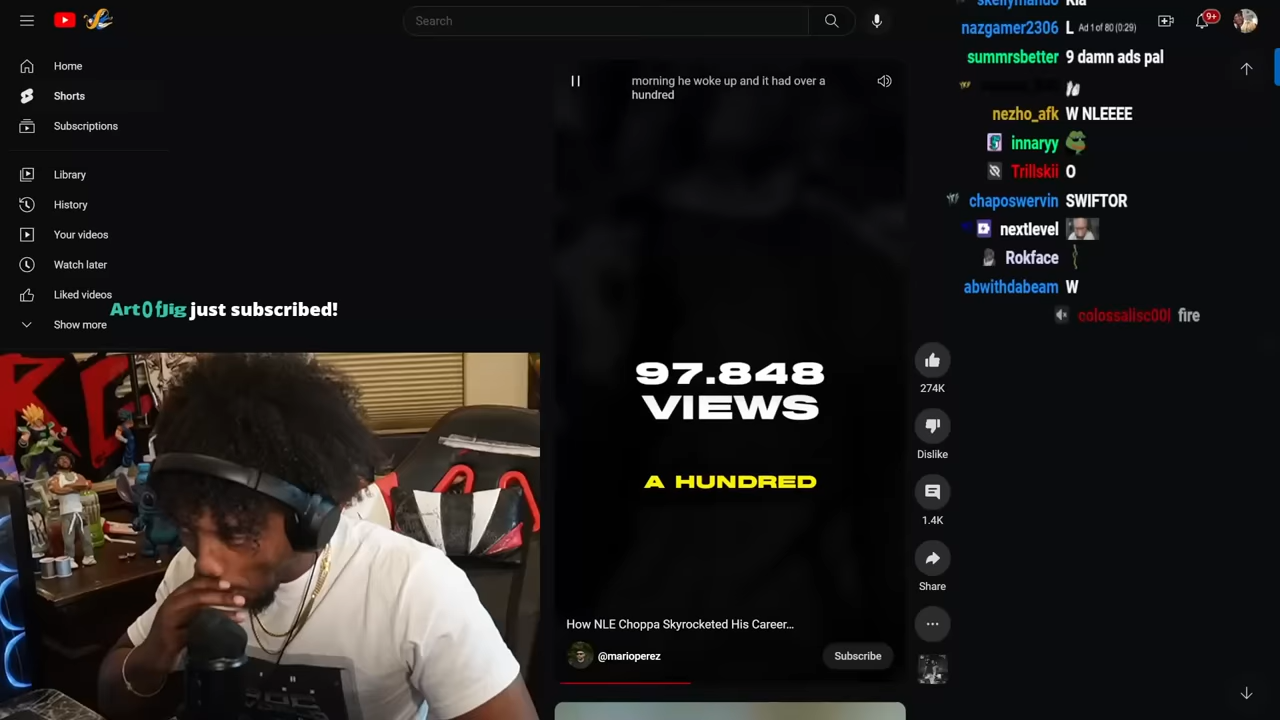 Search
9+
Home
Shorts
Subscriptions
Library
History
Your videos
Watch later
Liked videos
Show more
ArtOfJig just subscribed!
morning he woke up and it had over a
hundred
97.848
VIEWS
A HUNDRED
How NLE Choppa Skyrocketed His Career...
@marioperez
Subscribe
274K
Dislike
1.4K
Share
nazgamer2306 L Ad 1 of 80 (0:29)
summrsbetter 9 damn ads pal
nezho_afk W NLEEEE
innaryy
Trillskii O
chaposwervin SWIFTOR
nextlevel
Rokface
abwithdabeam W
colossalisc00l fire